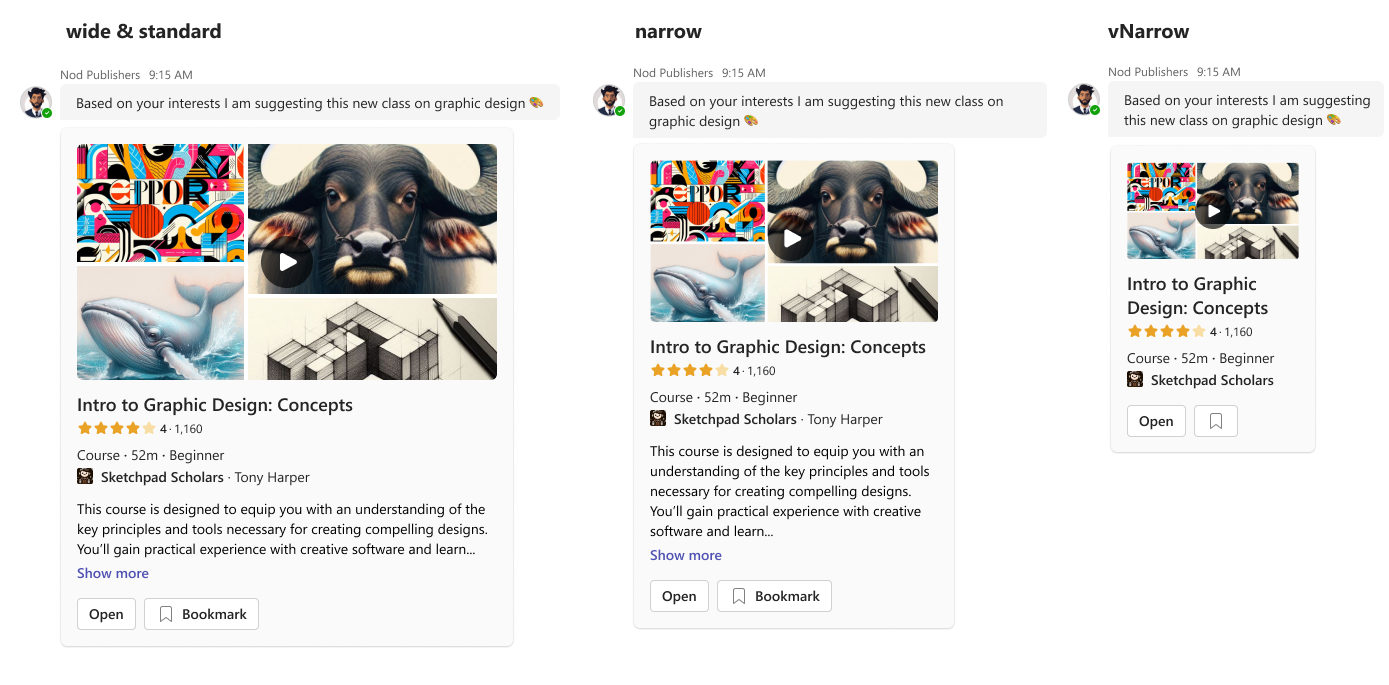 wide & standard
Nod Publishers 9:15 AM
Based on your interests I am suggesting this new class on graphic design 🎨
Intro to Graphic Design: Concepts
4 · 1,160
Course · 52m · Beginner
Sketchpad Scholars · Tony Harper
This course is designed to equip you with an understanding of the
key principles and tools necessary for creating compelling designs.
You’ll gain practical experience with creative software and learn...
Show more
Open
Bookmark
narrow
Nod Publishers 9:15 AM
Based on your interests I am suggesting this new class on
graphic design 🎨
Intro to Graphic Design: Concepts
4 · 1,160
Course · 52m · Beginner
Sketchpad Scholars · Tony Harper
This course is designed to equip you with an
understanding of the key principles and tools
necessary for creating compelling designs.
You’ll gain practical experience with creative
software and learn...
Show more
Open
Bookmark
vNarrow
Nod Publishers 9:15 AM
Based on your interests I am suggesting
this new class on graphic design 🎨
Intro to Graphic
Design: Concepts
4 · 1,160
Course · 52m · Beginner
Sketchpad Scholars
Open